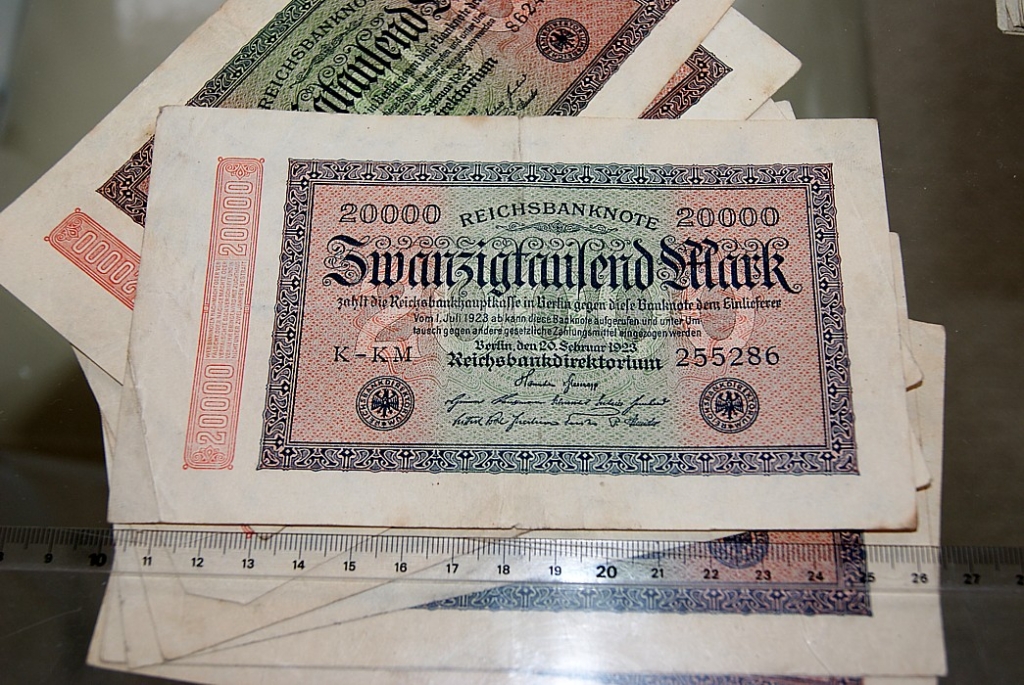 REICHSBANKNOTE
20000
20000 20000
20000 REICHSBANKNOTE 20000
Zwanzigtausend Mark
zahlt die Reichsbankhauptkasse in Berlin gegen diese Banknote dem Einlieferer
Vom 1. Juli 1923 ab kann diese Banknote aufgerufen und unter Um
tausch gegen andere gesetzliche Zahlungsmittel eingezogen werden
Berlin, den 20. Februar 1923
K-KM Reichsbankdirektorium 255286
9 10 11 12 13 14 15 16 17 18 19 20 21 22 23 24 25 26 27